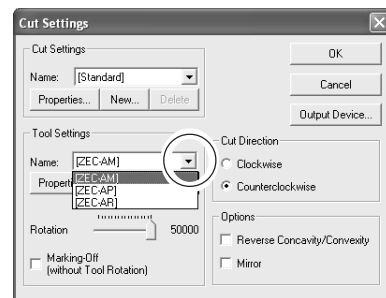 Cut Settings
Cut Settings
Name: [Standard]
Properties... New... Delete
Tool Settings
Name: [ZEC-AM]
[ZEC-AM]
[ZEC-AP]
[ZEC-AR]
Rotation 50000
Marking-Off
(without Tool Rotation)
OK
Cancel
Output Device...
Cut Direction
Clockwise
Counterclockwise
Options
Reverse Concavity/Convexity
Mirror